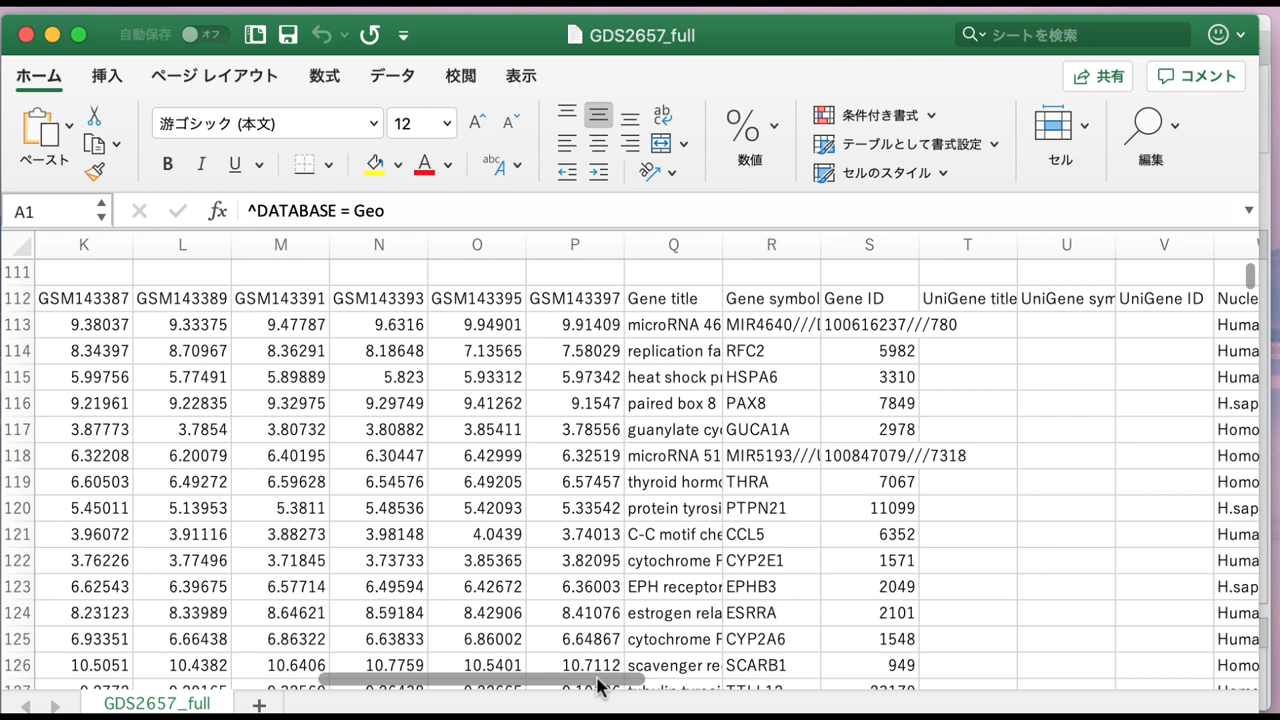 自動保存 オフ GDS2657_full シートを検索
ホーム 挿入 ページ レイアウト 数式 データ 校閲 表示 共有 コメント
ペースト 游ゴシック (本文) 12 数値 条件付き書式 テーブルとして書式設定 セルのスタイル セル 編集
A1 fx ^DATABASE = Geo
K L M N O P Q R S T U V
111
112 GSM143387 GSM143389 GSM143391 GSM143393 GSM143395 GSM143397 Gene title Gene symbol Gene ID UniGene title UniGene sym UniGene ID Nucle
113 9.38037 9.33375 9.47787 9.6316 9.94901 9.91409 microRNA 46 MIR4640///D 100616237///780 Huma
114 8.34397 8.70967 8.36291 8.18648 7.13565 7.58029 replication fa RFC2 5982 Huma
115 5.99756 5.77491 5.89889 5.823 5.93312 5.97342 heat shock pr HSPA6 3310 Huma
116 9.21961 9.22835 9.32975 9.29749 9.41262 9.1547 paired box 8 PAX8 7849 H.sap
117 3.87773 3.7854 3.80732 3.80882 3.85411 3.78556 guanylate cyc GUCA1A 2978 Homo
118 6.32208 6.20079 6.40195 6.30447 6.42999 6.32519 microRNA 51 MIR5193///U 100847079///7318 Homo
119 6.60503 6.49272 6.59628 6.54576 6.49205 6.57457 thyroid hormo THRA 7067 Homo
120 5.45011 5.13953 5.3811 5.48536 5.42093 5.33542 protein tyrosi PTPN21 11099 H.sap
121 3.96072 3.91116 3.88273 3.98148 4.0439 3.74013 C-C motif che CCL5 6352 Huma
122 3.76226 3.77496 3.71845 3.73733 3.85365 3.82095 cytochrome P CYP2E1 1571 Huma
123 6.62543 6.39675 6.57714 6.49594 6.42672 6.36003 EPH receptor EPHB3 2049 H.sap
124 8.23123 8.33989 8.64621 8.59184 8.42906 8.41076 estrogen rela ESRRA 2101 Huma
125 6.93351 6.66438 6.86322 6.63833 6.86002 6.64867 cytochrome P CYP2A6 1548 Huma
126 10.5051 10.4382 10.6406 10.7759 10.5401 10.7112 scavenger re SCARB1 949 Homo
GDS2657_full